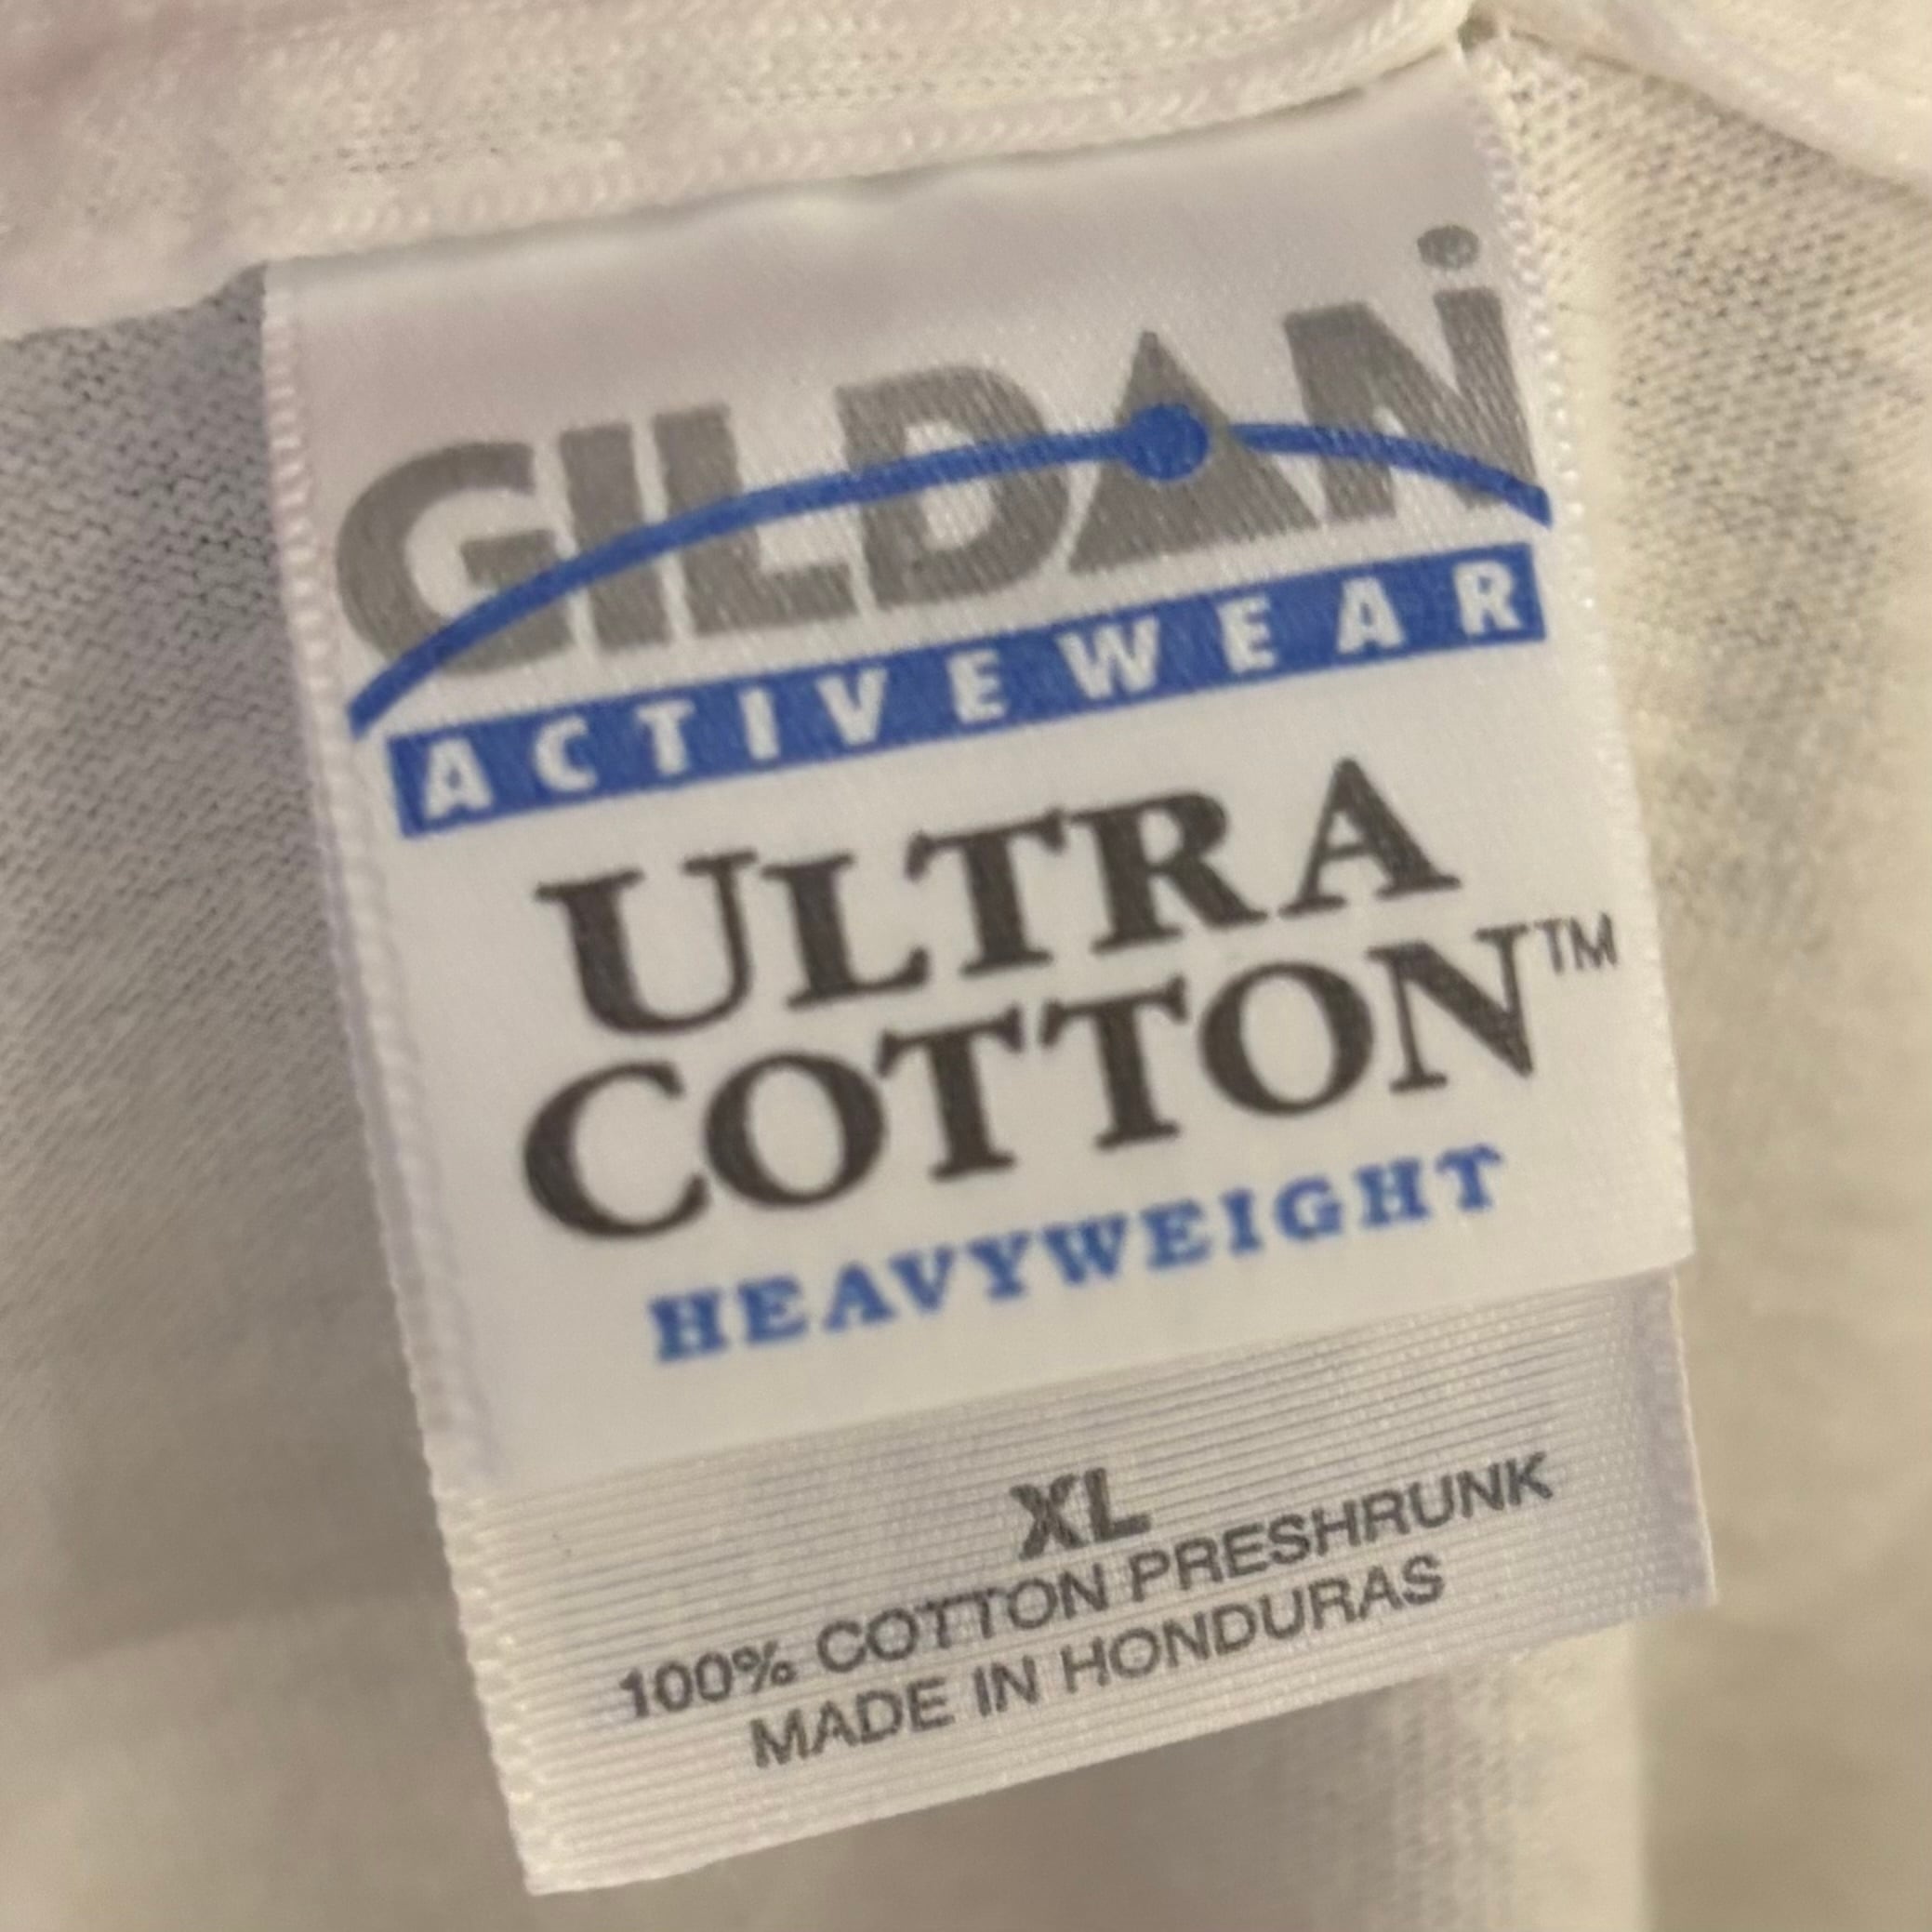 GILDAN®
ACTIVEWEAR
ULTRA
COTTON™
HEAVYWEIGHT
XL
100% COTTON PRESHRUNK
MADE IN HONDURAS